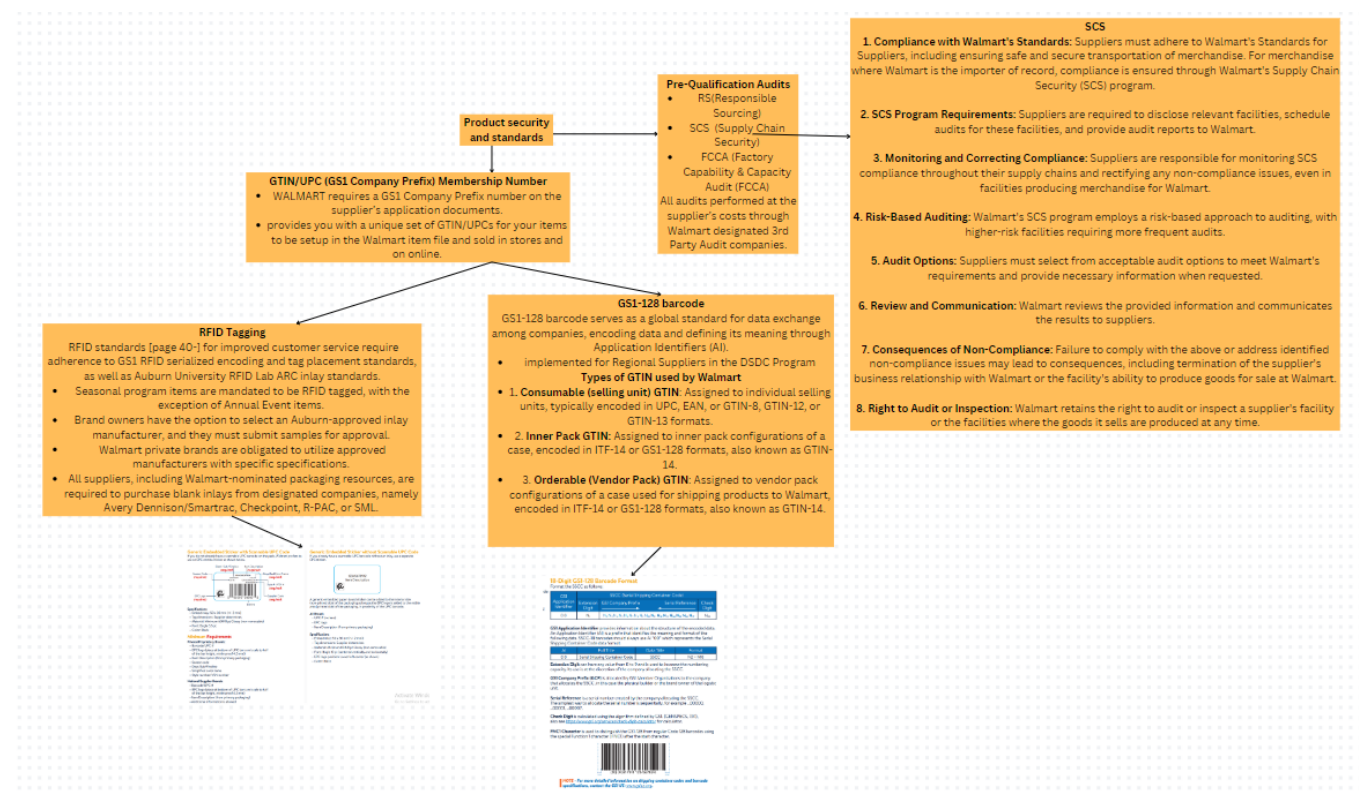 Product security
and standards
Pre-Qualification Audits
• RS(Responsible
Sourcing)
• SCS (Supply Chain
Security)
• FCCA (Factory
Capability & Capacity
Audit (FCCA)
All audits performed at the
supplier's costs through
Walmart designated 3rd
Party Audit companies.
SCS
1. Compliance with Walmart's Standards: Suppliers must adhere to Walmart's Standards for
Suppliers, including ensuring safe and secure transportation of merchandise. For merchandise
where Walmart is the importer of record, compliance is ensured through Walmart's Supply Chain
Security (SCS) program.
2. SCS Program Requirements: Suppliers are required to disclose relevant facilities, schedule
audits for these facilities, and provide audit reports to Walmart.
3. Monitoring and Correcting Compliance: Suppliers are responsible for monitoring SCS
compliance throughout their supply chains and rectifying any non-compliance issues, even in
facilities producing merchandise for Walmart.
4. Risk-Based Auditing: Walmart's SCS program employs a risk-based approach to auditing, with
higher-risk facilities requiring more frequent audits.
5. Audit Options: Suppliers must select from acceptable audit options to meet Walmart's
requirements and provide necessary information when requested.
6. Review and Communication: Walmart reviews the provided information and communicates
the results to suppliers.
7. Consequences of Non-Compliance: Failure to comply with the above or address identified
non-compliance issues may lead to consequences, including termination of the supplier's
business relationship with Walmart or the facility's ability to produce goods for sale at Walmart.
8. Right to Audit or Inspection: Walmart retains the right to audit or inspect a supplier's facility
or the facilities where the goods it sells are produced at any time.
GTIN/UPC (GS1 Company Prefix) Membership Number
• WALMART requires a GS1 Company Prefix number on the
supplier's application documents.
• provides you with a unique set of GTIN/UPCs for your items
to be setup in the Walmart item file and sold in stores and
on online.
RFID Tagging
RFID standards [page 40-] for improved customer service require
adherence to GS1 RFID serialized encoding and tag placement standards,
as well as Auburn University RFID Lab ARC inlay standards.
• Seasonal program items are mandated to be RFID tagged, with the
exception of Annual Event items.
• Brand owners have the option to select an Auburn-approved inlay
manufacturer, and they must submit samples for approval.
• Walmart private brands are obligated to utilize approved
manufacturers with specific specifications.
• All suppliers, including Walmart-nominated packaging resources, are
required to purchase blank inlays from designated companies, namely
Avery Dennison/Smartrac, Checkpoint, R-PAC, or SML.
GS1-128 barcode
GS1-128 barcode serves as a global standard for data exchange
among companies, encoding data and defining its meaning through
Application Identifiers (AI).
• implemented for Regional Suppliers in the DSDC Program
Types of GTIN used by Walmart
• 1. Consumable (selling unit) GTIN: Assigned to individual selling
units, typically encoded in UPC, EAN, or GTIN-8, GTIN-12, or
GTIN-13 formats.
• 2. Inner Pack GTIN: Assigned to inner pack configurations of a
case, encoded in ITF-14 or GS1-128 formats, also known as GTIN-
14.
• 3. Orderable (Vendor Pack) GTIN: Assigned to vendor pack
configurations of a case used for shipping products to Walmart,
encoded in ITF-14 or GS1-128 formats, also known as GTIN-14.
18-Digit GS1-128 Barcode Format